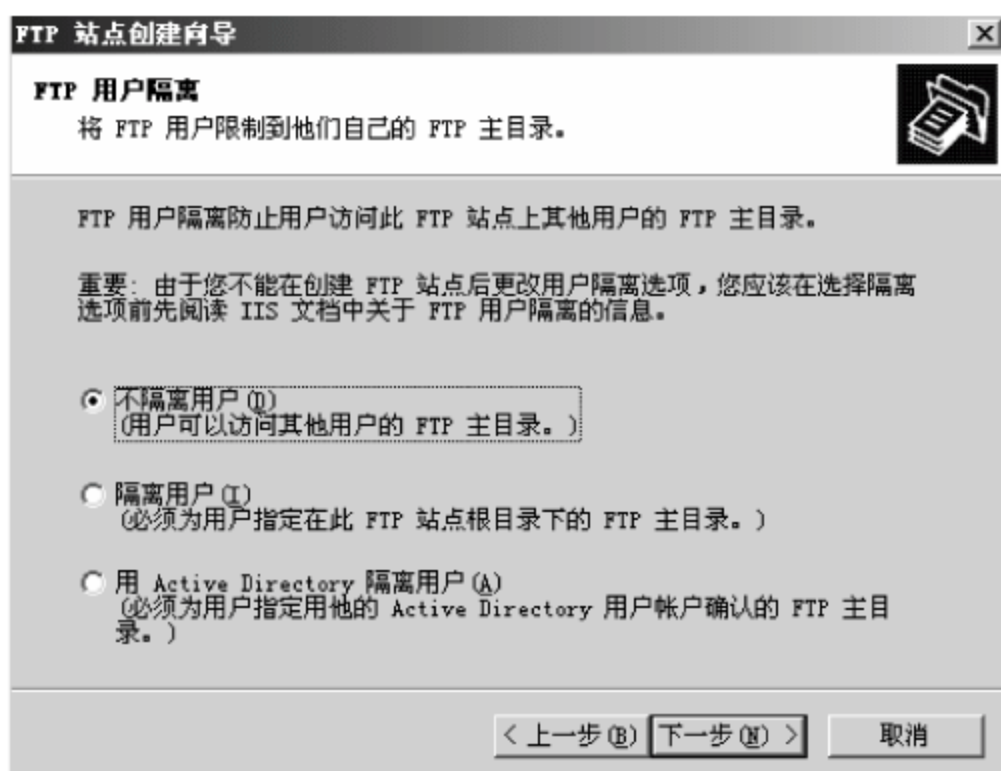 FTP 站点创建向导
FTP 用户隔离
将 FTP 用户限制到他们自己的 FTP 主目录。
FTP 用户隔离防止用户访问此 FTP 站点上其他用户的 FTP 主目录。
重要: 由于您不能在创建 FTP 站点后更改用户隔离选项，您应该在选择隔离
选项前先阅读 IIS 文档中关于 FTP 用户隔离的信息。
不隔离用户(D)
(用户可以访问其他用户的 FTP 主目录。)
隔离用户(I)
(必须为用户指定在此 FTP 站点根目录下的 FTP 主目录。)
用 Active Directory 隔离用户(A)
(必须为用户指定用他的 Active Directory 用户帐户确认的 FTP 主目
录。)
< 上一步(B) 下一步(N) > 取消